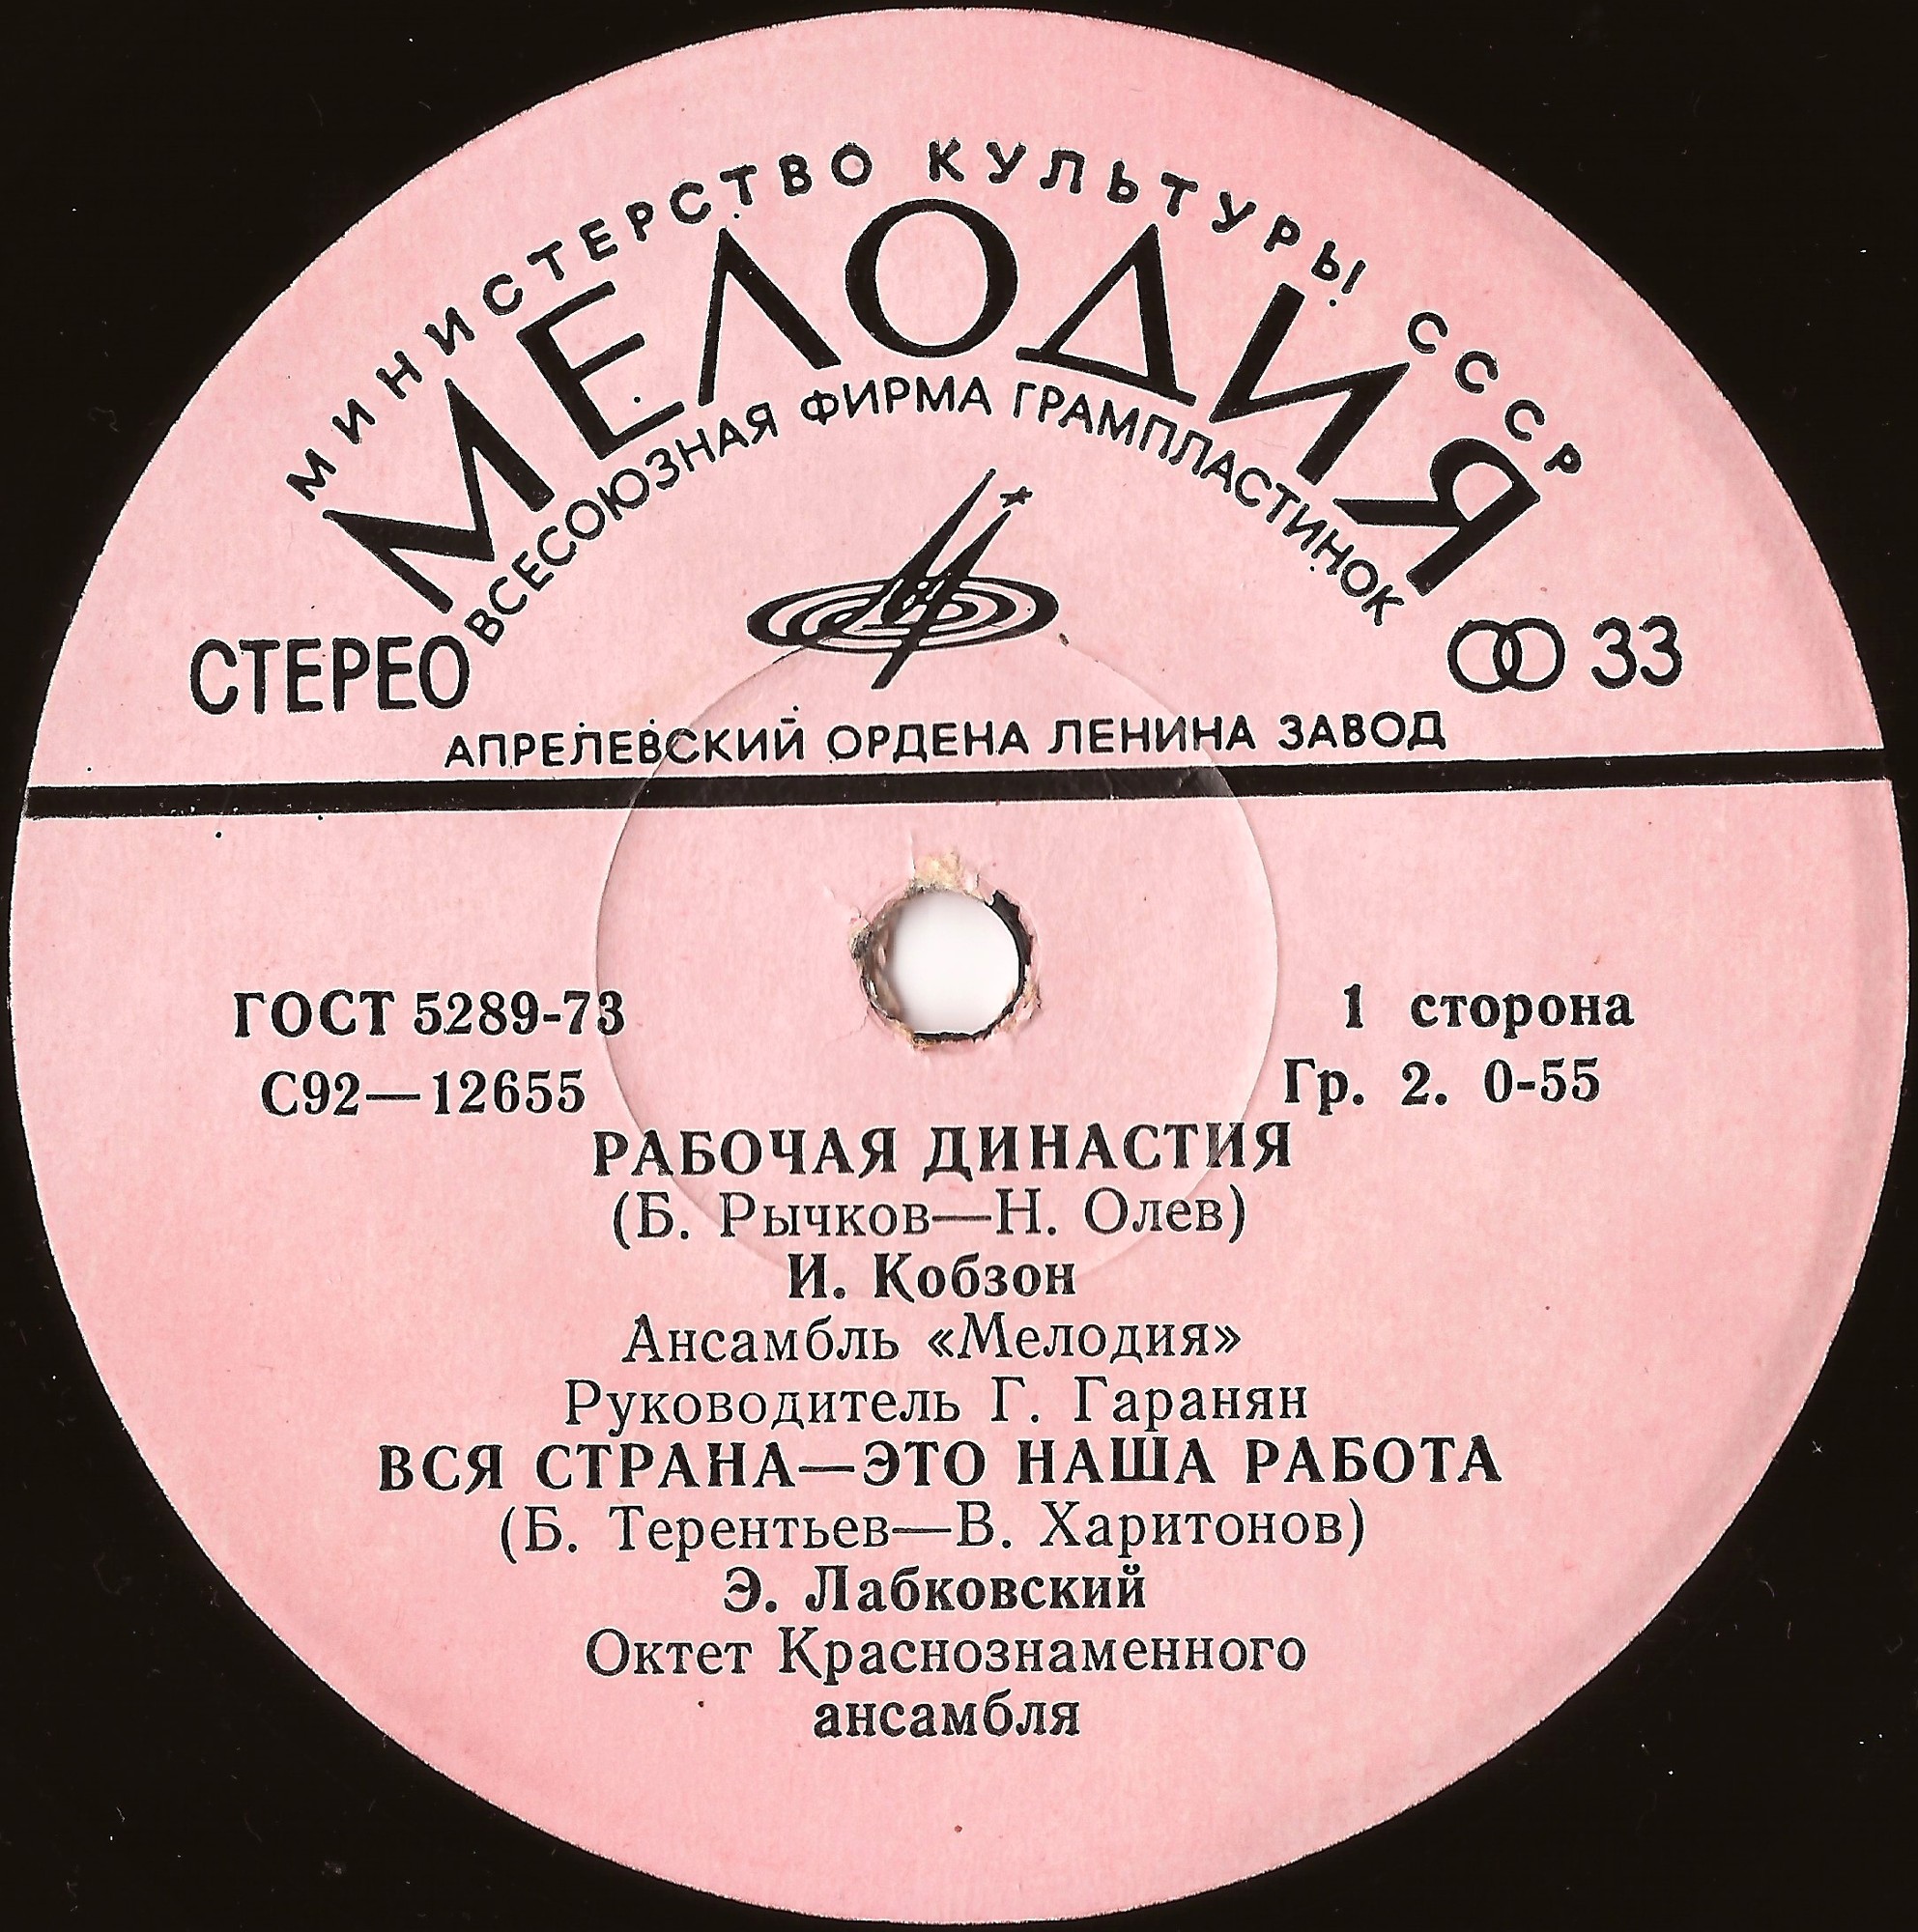 МИНИСТЕРСТВО КУЛЬТУРЫ СССР
МЕЛОДИЯ
ВСЕСОЮЗНАЯ ФИРМА ГРАМПЛАСТИНОК
СТЕРЕО
33
АПРЕЛЕВСКИЙ ОРДЕНА ЛЕНИНА ЗАВОД
ГОСТ 5289-73
1 сторона
С92—12655
Гр. 2. 0-55
РАБОЧАЯ ДИНАСТИЯ
(Б. Рычков—Н. Олев)
И. Кобзон
Ансамбль «Мелодия»
Руководитель Г. Гаранян
ВСЯ СТРАНА—ЭТО НАША РАБОТА
(Б. Терентьев—В. Харитонов)
Э. Лабковский
Октет Краснознаменного
ансамбля